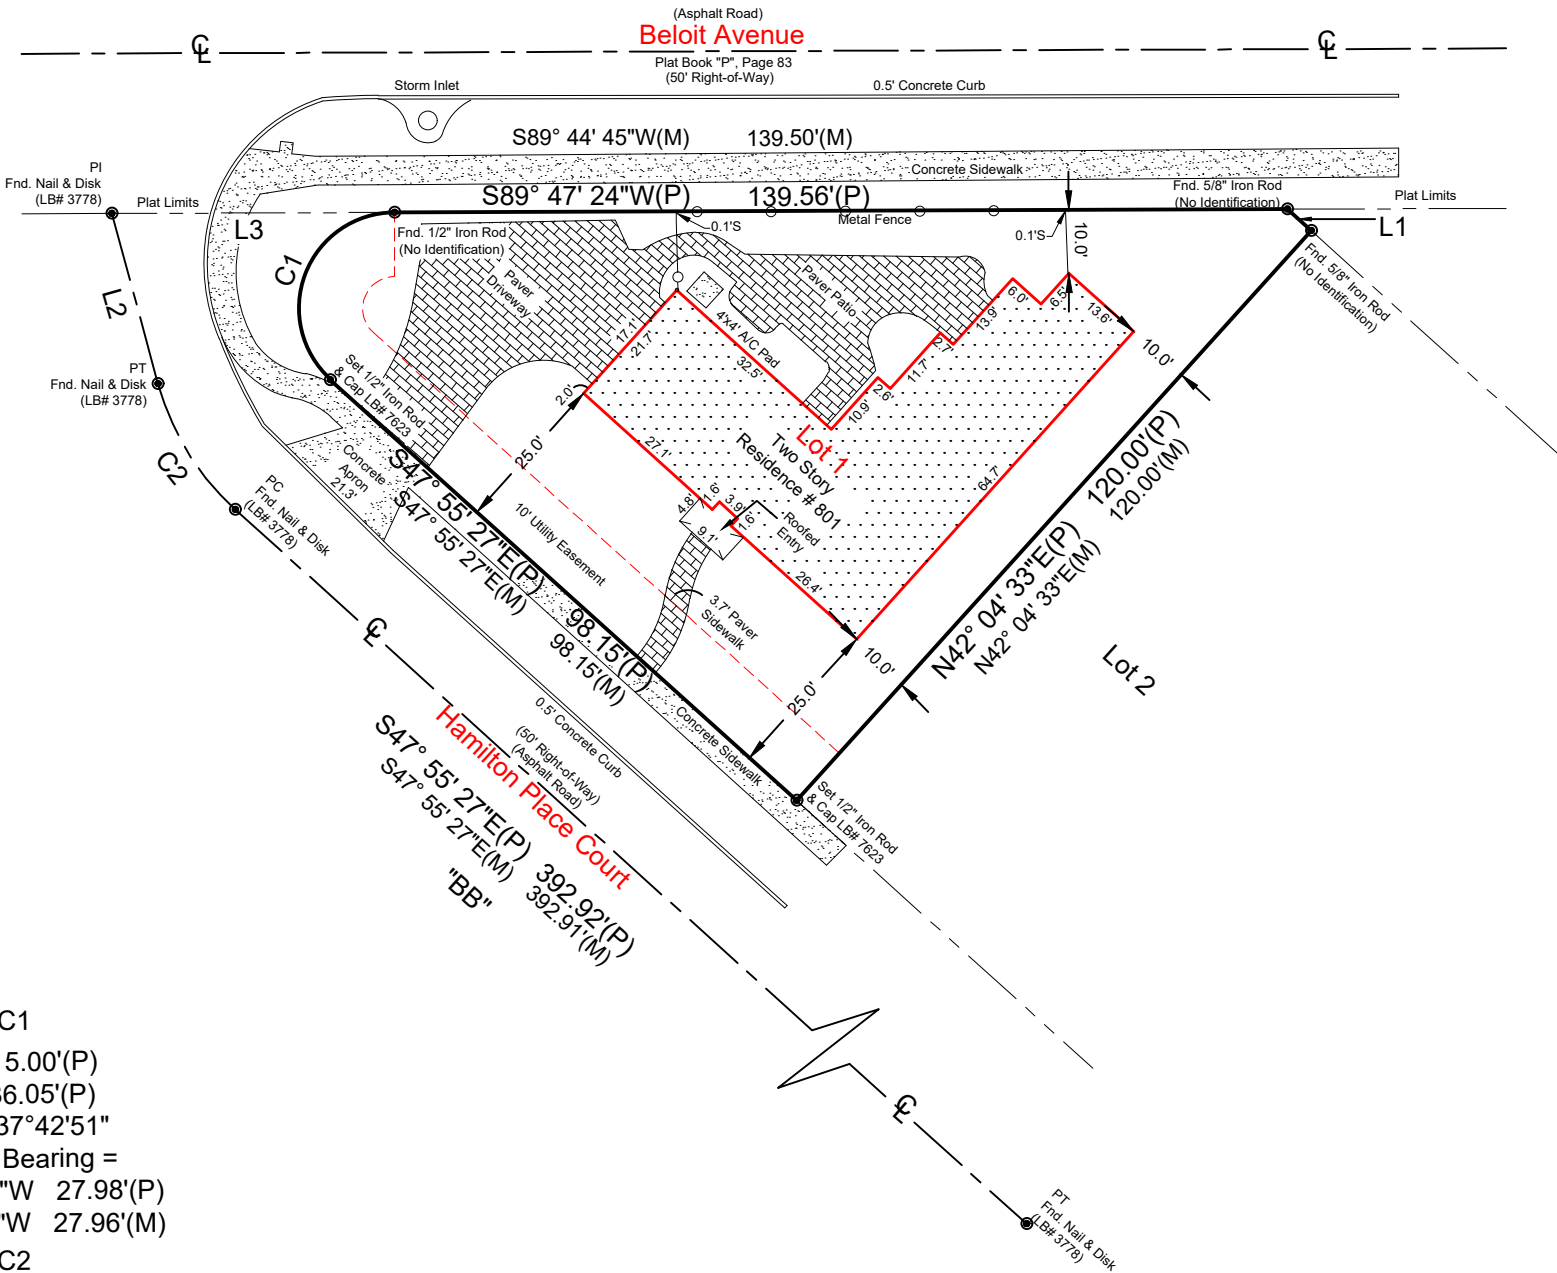 (Asphalt Road)
Beloit Avenue
Plat Book "P", Page 83
(50' Right-of-Way)
Storm Inlet
0.5' Concrete Curb
S89° 44' 45"W(M) 139.50'(M)
Concrete Sidewalk
S89° 47' 24"W(P) 139.56'(P)
PI
Fnd. Nail & Disk
(LB# 3778)
Plat Limits
L3
Fnd. 1/2" Iron Rod
(No Identification)
0.1'S
Metal Fence
0.1'S
10.0'
Fnd. 5/8" Iron Rod
(No Identification)
Plat Limits
L1
Fnd. 5/8" Iron Rod
(No Identification)
C1
L2
PT
Fnd. Nail & Disk
(LB# 3778)
C2
PC
Fnd. Nail & Disk
(LB# 3778)
Paver
Driveway
Paver Patio
4'X4' A/C Pad
17.1'
21.7'
32.5'
6.0'
6.5'
13.6'
13.9'
2.7'
11.7'
2.6'
10.9'
10.0'
2.0'
27.1'
25.0'
Set 1/2" Iron Rod
& Cap LB# 7623
Concrete
Apron
21.3'
Lot 1
Two Story
Residence # 801
64.7'
4.8'
1.6'
3.9'
1.6'
9.1'
Roofed
Entry
26.4'
10' Utility Easement
3.7' Paver
Sidewalk
S47° 55' 27"E(P) 98.15'(P)
S47° 55' 27"E(M) 98.15'(M)
N42° 04' 33"E(P) 120.00'(P)
N42° 04' 33"E(M) 120.00'(M)
10.0'
25.0'
Lot 2
Concrete Sidewalk
Set 1/2" Iron Rod
& Cap LB# 7623
0.5' Concrete Curb
(50' Right-of-Way)
(Asphalt Road)
Hamilton Place Court
S47° 55' 27"E(P) 392.92'(P)
S47° 55' 27"E(M) 392.91'(M)
"BB"
PT
Fnd. Nail & Disk
(LB# 3778)
C1
5.00'(P)
36.05'(P)
37°42'51"
Bearing =
"W 27.98'(P)
"W 27.96'(M)
C2